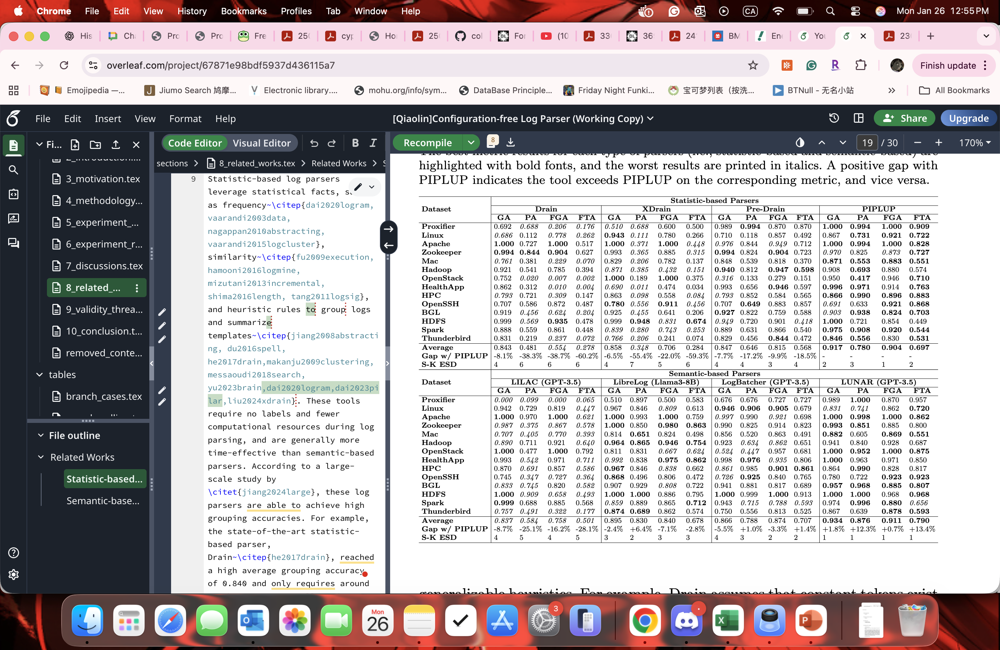 Chrome File Edit View History Bookmarks Profiles Tab Window Help CA Mon Jan 26 12:55 PM
His Pro Pro Fre 25 cyp Ho 25 col For (10 33 36 24 BM En You 23
overleaf.com/project/67871e98bdf5937d436115a7 Finish update
Emojipedia —... Jiumo Search 鸠摩... Electronic library.... mohu.org/info/sym... DataBase Principle... Friday Night Funki... 宝可梦列表（按洗... BTNull - 无名小站 All Bookmarks
File Edit Insert View Format Help [Qiaolin]Configuration-free Log Parser (Working Copy) Share Upgrade
Fi...
3_motivation.tex
4_methodology...
5_experiment_...
6_experiment_r...
7_discussions.tex
8_related_...
9_validity_threa...
10_conclusion.t...
removed_conte...
tables
branch_cases.tex
File outline
Related Works
Statistic-based...
Semantic-base...
Code Editor Visual Editor B I
sections > 8_related_works.tex > Related Works >
9 Statistic-based log parsers
leverage statistical facts,
as frequency~\citep{dai2020logram,
vaarandi2003data,
nagappan2010abstracting,
vaarandi2015logcluster},
similarity~\citep{fu2009execution,
hamooni2016logmine,
mizutani2013incremental,
shima2016length, tang2011logsig},
and heuristic rules to group logs
and summarize
templates~\citep{jiang2008abstracti
ng, du2016spell,
he2017drain,makanju2009clustering,
messaoudi2018search,
yu2023brain,dai2020logram,dai2023pi
lar,liu2024xdrain}. These tools
require no labels and fewer
computational resources during log
parsing, and are generally more
time-effective than semantic-based
parsers. According to a large-
scale study by
\citet{jiang2024large}, these log
parsers are able to achieve high
grouping accuracies. For example,
the state-of-the-art statistic-
based parser,
Drain~\citep{he2017drain}, reached
a high average grouping accuracy
of 0.840 and only requires around
Recompile 8 19 / 30 170%
The best metric results for each type of parsers (i.e., statistic-based and semantic-based) are
highlighted with bold fonts, and the worst results are printed in italics. A positive gap with
PIPLUP indicates the tool exceeds PIPLUP on the corresponding metric, and vice versa.
Statistic-based Parsers
Dataset Drain XDrain Pre-Drain PIPLUP
GA PA FGA FTA GA PA FGA FTA GA PA FGA FTA GA PA FGA FTA
Proxifier 0.692 0.688 0.206 0.176 0.510 0.688 0.600 0.500 0.989 0.994 0.870 0.870 1.000 0.994 1.000 0.909
Linux 0.686 0.112 0.778 0.262 0.943 0.111 0.780 0.266 0.710 0.118 0.857 0.492 0.867 0.731 0.921 0.722
Apache 1.000 0.727 1.000 0.517 1.000 0.371 1.000 0.448 0.976 0.844 0.949 0.712 1.000 0.994 1.000 0.828
Zookeeper 0.994 0.844 0.904 0.627 0.993 0.365 0.885 0.315 0.994 0.824 0.904 0.723 0.970 0.825 0.873 0.727
Mac 0.761 0.381 0.229 0.070 0.829 0.206 0.782 0.137 0.848 0.539 0.818 0.370 0.871 0.553 0.883 0.551
Hadoop 0.921 0.541 0.785 0.394 0.871 0.385 0.432 0.151 0.940 0.812 0.947 0.598 0.908 0.693 0.880 0.574
OpenStack 0.752 0.020 0.007 0.002 1.000 0.189 1.000 0.375 0.316 0.133 0.279 0.151 0.950 0.417 0.946 0.710
HealthApp 0.862 0.312 0.010 0.004 0.690 0.011 0.474 0.034 0.993 0.656 0.946 0.597 0.996 0.971 0.914 0.763
HPC 0.793 0.721 0.309 0.147 0.863 0.098 0.558 0.084 0.793 0.852 0.584 0.565 0.866 0.990 0.896 0.883
OpenSSH 0.707 0.586 0.872 0.487 0.780 0.556 0.911 0.456 0.707 0.649 0.883 0.857 0.691 0.633 0.921 0.868
BGL 0.919 0.456 0.624 0.204 0.925 0.455 0.641 0.206 0.927 0.822 0.759 0.588 0.903 0.938 0.824 0.703
HDFS 0.999 0.569 0.935 0.478 0.999 0.948 0.831 0.674 0.949 0.720 0.901 0.418 1.000 0.721 0.854 0.449
Spark 0.888 0.559 0.861 0.448 0.839 0.280 0.743 0.253 0.889 0.631 0.866 0.540 0.975 0.908 0.920 0.544
Thunderbird 0.831 0.219 0.237 0.072 0.766 0.206 0.241 0.074 0.829 0.456 0.844 0.472 0.846 0.556 0.830 0.531
Average 0.843 0.481 0.554 0.278 0.858 0.348 0.706 0.284 0.847 0.646 0.815 0.568 0.917 0.780 0.904 0.697
Gap w/ PIPLUP -8.1% -38.3% -38.7% -60.2% -6.5% -55.4% -22.0% -59.3% -7.7% -17.2% -9.9% -18.5% - - - -
S-K ESD 4 6 6 6 4 7 5 6 4 4 3 4 2 3 1 2
Semantic-based Parsers
Dataset LILAC (GPT-3.5) LibreLog (Llama3-8B) LogBatcher (GPT-3.5) LUNAR (GPT-3.5)
GA PA FGA FTA GA PA FGA FTA GA PA FGA FTA GA PA FGA FTA
Proxifier 0.000 0.099 0.000 0.065 0.510 0.897 0.500 0.583 0.676 0.676 0.727 0.727 0.989 1.000 0.870 0.957
Linux 0.942 0.729 0.819 0.447 0.967 0.846 0.809 0.613 0.946 0.906 0.905 0.679 0.831 0.741 0.862 0.720
Apache 1.000 0.970 1.000 0.621 1.000 0.993 1.000 0.759 0.997 0.990 0.921 0.698 1.000 0.998 1.000 0.862
Zookeeper 0.987 0.375 0.867 0.578 1.000 0.850 0.980 0.863 0.990 0.825 0.914 0.823 0.993 0.851 0.885 0.800
Mac 0.707 0.405 0.770 0.393 0.814 0.651 0.824 0.498 0.856 0.520 0.863 0.491 0.882 0.605 0.869 0.551
Hadoop 0.890 0.711 0.921 0.640 0.964 0.865 0.946 0.754 0.923 0.634 0.862 0.651 0.941 0.840 0.928 0.687
OpenStack 1.000 0.477 1.000 0.792 0.811 0.831 0.667 0.624 0.524 0.447 0.957 0.681 1.000 0.952 1.000 0.875
HealthApp 0.993 0.542 0.971 0.711 0.992 0.838 0.975 0.862 0.998 0.976 0.935 0.806 1.000 0.963 0.971 0.850
HPC 0.870 0.691 0.857 0.586 0.967 0.846 0.838 0.662 0.861 0.985 0.901 0.861 0.864 0.990 0.828 0.817
OpenSSH 0.745 0.347 0.727 0.364 0.868 0.496 0.806 0.472 0.726 0.925 0.840 0.765 0.780 0.722 0.923 0.923
BGL 0.833 0.745 0.820 0.582 0.907 0.929 0.808 0.722 0.941 0.881 0.817 0.689 0.957 0.968 0.885 0.807
HDFS 1.000 0.909 0.658 0.493 1.000 1.000 0.886 0.795 1.000 0.999 1.000 0.913 1.000 1.000 0.968 0.968
Spark 0.999 0.688 0.885 0.568 0.859 0.889 0.865 0.712 0.943 0.715 0.788 0.593 0.974 0.996 0.880 0.656
Thunderbird 0.757 0.491 0.322 0.177 0.874 0.689 0.862 0.574 0.750 0.556 0.813 0.525 0.867 0.639 0.878 0.593
Average 0.837 0.584 0.758 0.501 0.895 0.830 0.840 0.678 0.866 0.788 0.874 0.707 0.934 0.876 0.911 0.790
Gap w/ PIPLUP -8.7% -25.1% -16.2% -28.1% -2.4% +6.4% -7.1% -2.8% -5.5% +1.0% -3.3% +1.4% +1.8% +12.3% +0.7% +13.4%
S-K ESD 4 5 4 5 3 2 3 3 4 3 2 2 1 1 1 1
generalizable heuristics. For example, Drain assumes that constant tokens exist
Mon
26
3